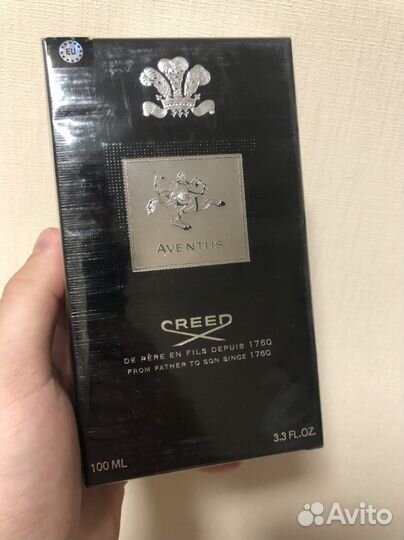 EU
AVENTUS
CREED
DE PÈRE EN FILS DEPUIS 1760
FROM FATHER TO SON SINCE 1760
100 ML
3.3 FL.OZ.
Avito